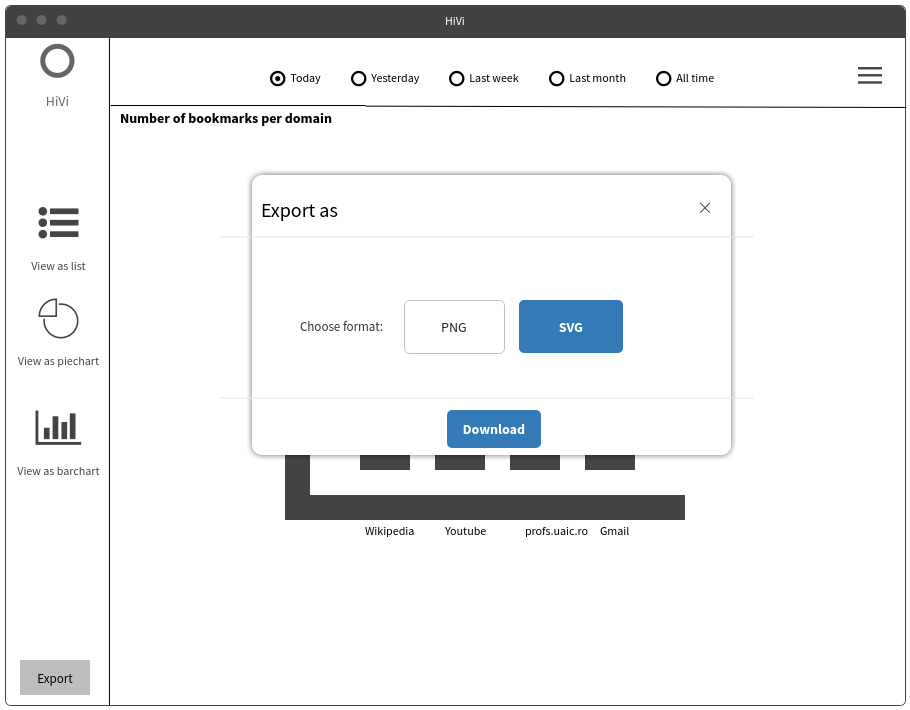 HiVi
HiVi
Today Yesterday Last week Last month All time
Number of bookmarks per domain
View as list
View as piechart
View as barchart
Export
Export as
Choose format: PNG SVG
Download
Wikipedia Youtube profs.uaic.ro Gmail